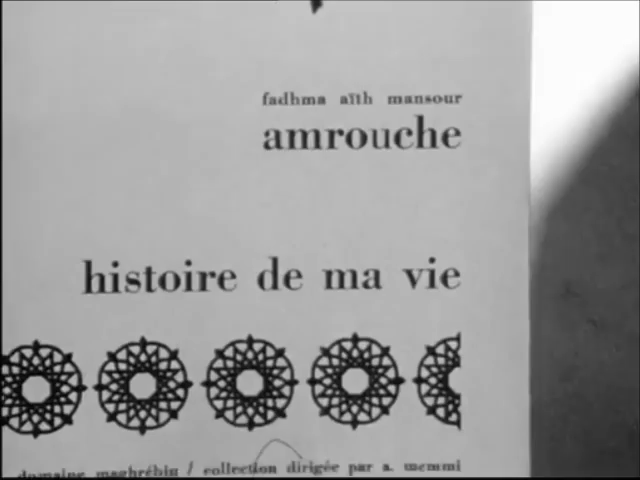 fadhma aïth mansour
amrouche
histoire de ma vie
domaine maghrébin / collection dirigée par a. memmi